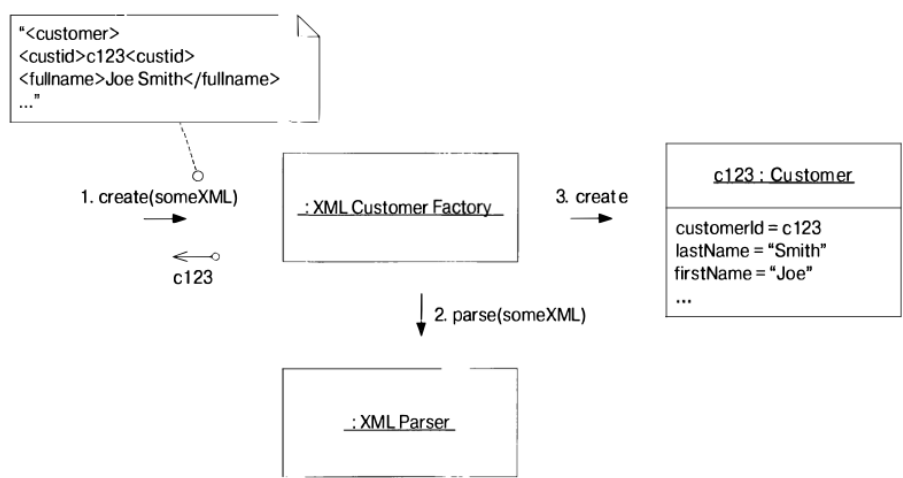 “<customer>
<custid>c123<custid>
<fullname>Joe Smith</fullname>
...”
1. create(someXML)
c123
: XML Customer Factory
3. create
c123 : Customer
customerId = c123
lastName = “Smith”
firstName = “Joe”
...
2. parse(someXML)
: XML Parser